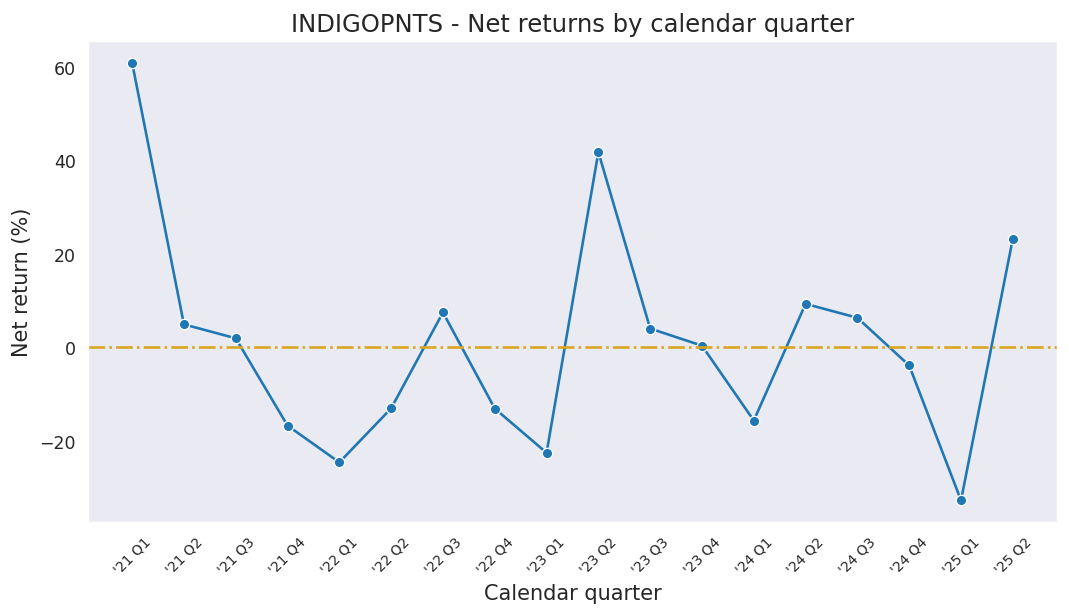 INDIGOPNTS - Net returns by calendar quarter
60
40
20
0
−20
Net return (%)
'21 Q1
'21 Q2
'21 Q3
'21 Q4
'22 Q1
'22 Q2
'22 Q3
'22 Q4
'23 Q1
'23 Q2
'23 Q3
'23 Q4
'24 Q1
'24 Q2
'24 Q3
'24 Q4
'25 Q1
'25 Q2
Calendar quarter